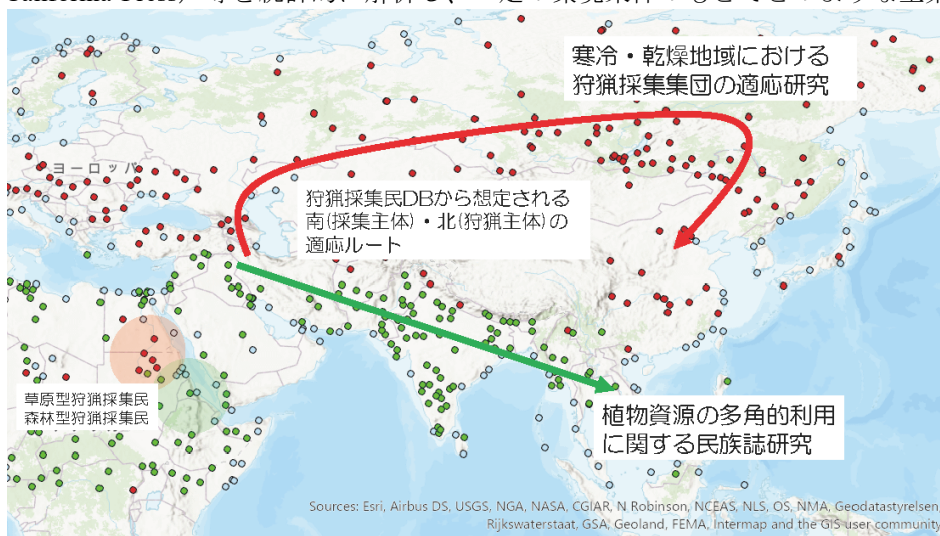 寒冷・乾燥地域における
狩猟採集集団の適応研究
ヨーロッパ
狩猟採集民DBから想定される
南(採集主体)・北(狩猟主体)の
適応ルート
草原型狩猟採集民
森林型狩猟採集民
植物資源の多角的利用
に関する民族誌研究
Sources: Esri, Airbus DS, USGS, NGA, NASA, CGIAR, N Robinson, NCEAS, NLS, OS, NMA, Geodatastyrelsen,
Rijkswaterstaat, GSA, Geoland, FEMA, Intermap and the GIS user community